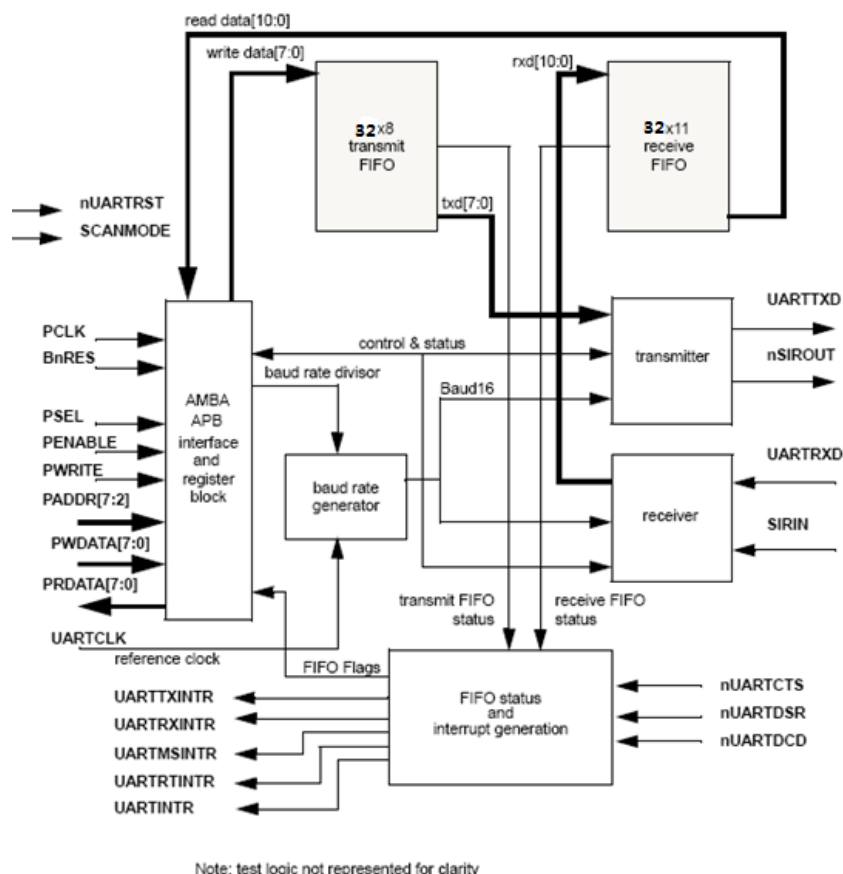 read data[10:0]
write data[7:0]
rxd[10:0]
32x8
transmit
FIFO
32x11
receive
FIFO
txd[7:0]
nUARTRST
SCANMODE
PCLK
BnRES
PSEL
PENABLE
PWRITE
PADDR[7:2]
PWDATA[7:0]
PRDATA[7:0]
UARTCLK
reference clock
AMBA
APB
interface
and
register
block
control & status
baud rate divisor
Baud16
baud rate
generator
transmitter
UARTTXD
nSIROUT
receiver
UARTRXD
SIRIN
transmit FIFO
status
receive FIFO
status
FIFO Flags
FIFO status
and
interrupt generation
UARTTXINTR
UARTRXINTR
UARTMSINTR
UARTRTINTR
UARTINTR
nUARTCTS
nUARTDSR
nUARTDCD
Note: test logic not represented for clarity